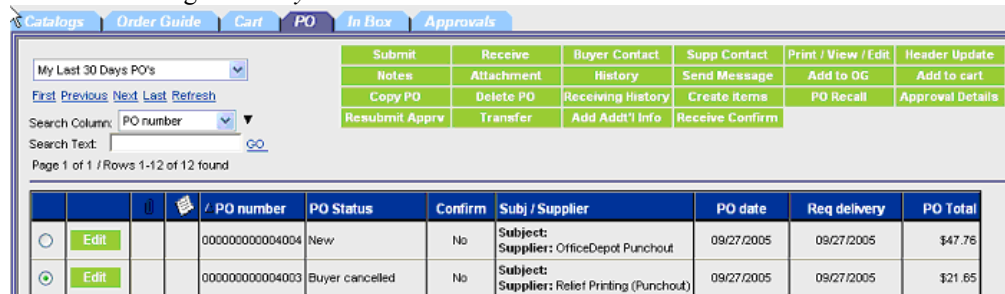 Catalogs Order Guide Cart PO In Box Approvals
My Last 30 Days PO's
First Previous Next Last Refresh
Search Column: PO number ▼
Search Text: GO
Page 1 of 1 / Rows 1-12 of 12 found
Submit Receive Buyer Contact Supp Contact Print / View / Edit Header Update
Notes Attachment History Send Message Add to OG Add to cart
Copy PO Delete PO Receiving History Create Items PO Recall Approval Details
Resubmit Apprv Transfer Add Addt'l Info Receive Confirm
PO number PO Status Confirm Subj / Supplier PO date Req delivery PO Total
Edit 000000000004004 New No Subject: 09/27/2005 09/27/2005 $47.76
Supplier: OfficeDepot Punchout
Edit 000000000004003 Buyer cancelled No Subject: 09/27/2005 09/27/2005 $21.65
Supplier: Relief Printing (Punchout)